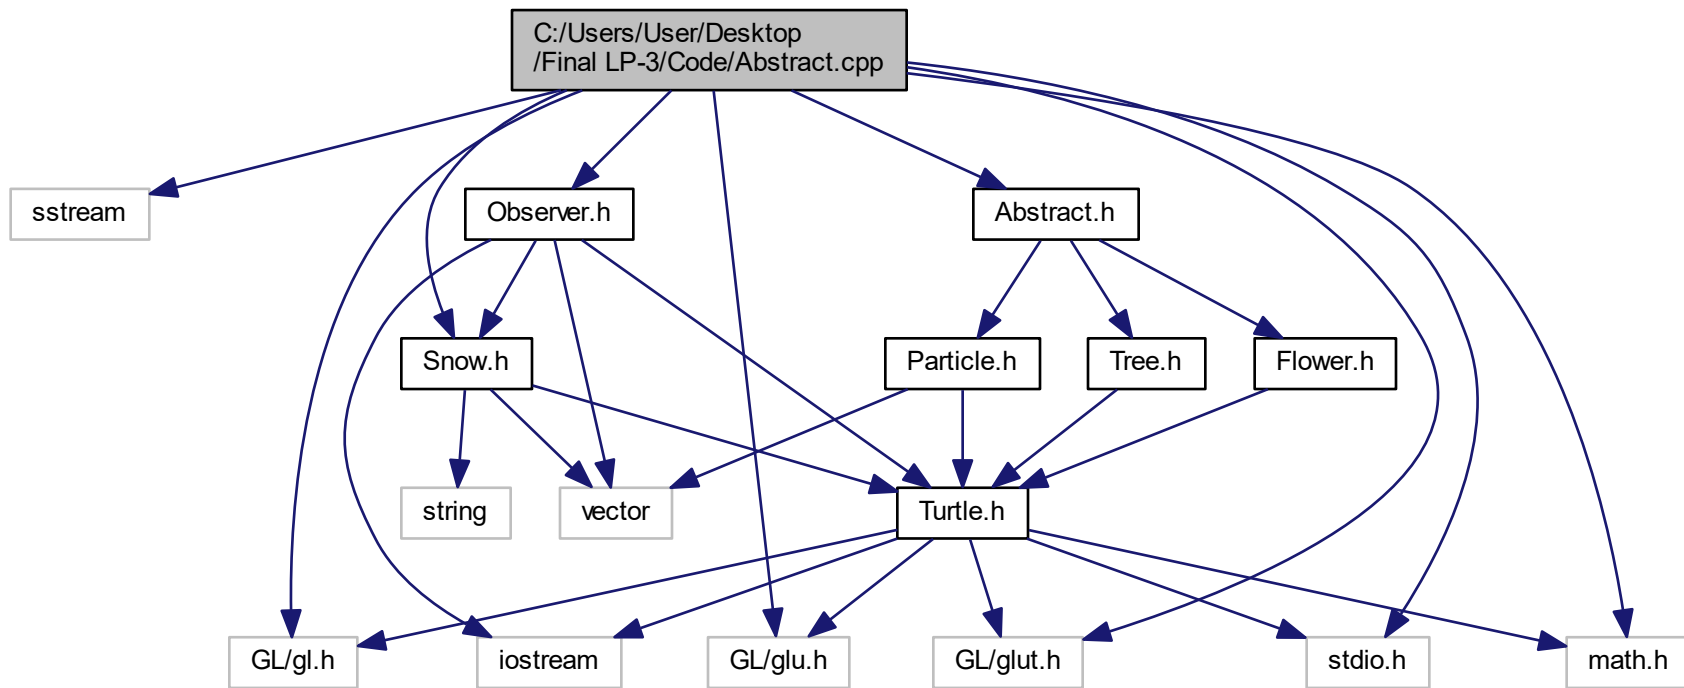 C:/Users/User/Desktop
/Final LP-3/Code/Abstract.cpp
sstream
Observer.h
Abstract.h
Snow.h
Particle.h
Tree.h
Flower.h
string
vector
Turtle.h
GL/gl.h
iostream
GL/glu.h
GL/glut.h
stdio.h
math.h